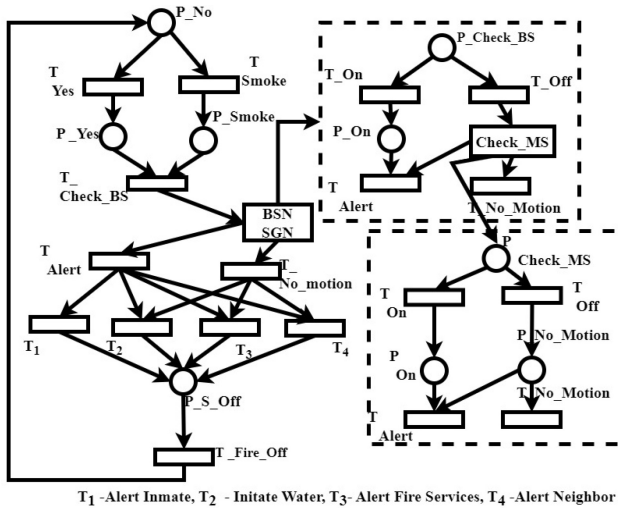 P_No
T
Yes
T
Smoke
P_Yes
P_Smoke
T_
Check_BS
BSN
SGN
T
Alert
T_
No_motion
T1
T2
T3
T4
P_S_Off
T_Fire_Off
P_Check_BS
T_On
T_Off
P_On
Check_MS
T
Alert
T_No_Motion
P
Check_MS
T
On
T
Off
P_No_Motion
P
On
T_No_Motion
T
Alert
T1 -Alert Inmate, T2 - Initate Water, T3- Alert Fire Services, T4 -Alert Neighbor